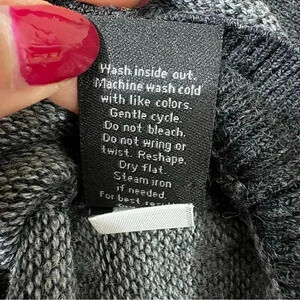 Wash inside out.
Machine wash cold
with like colors.
Gentle cycle.
Do not bleach.
Do not wring or
twist. Reshape.
Dry flat.
Steam iron
if needed.
For best results